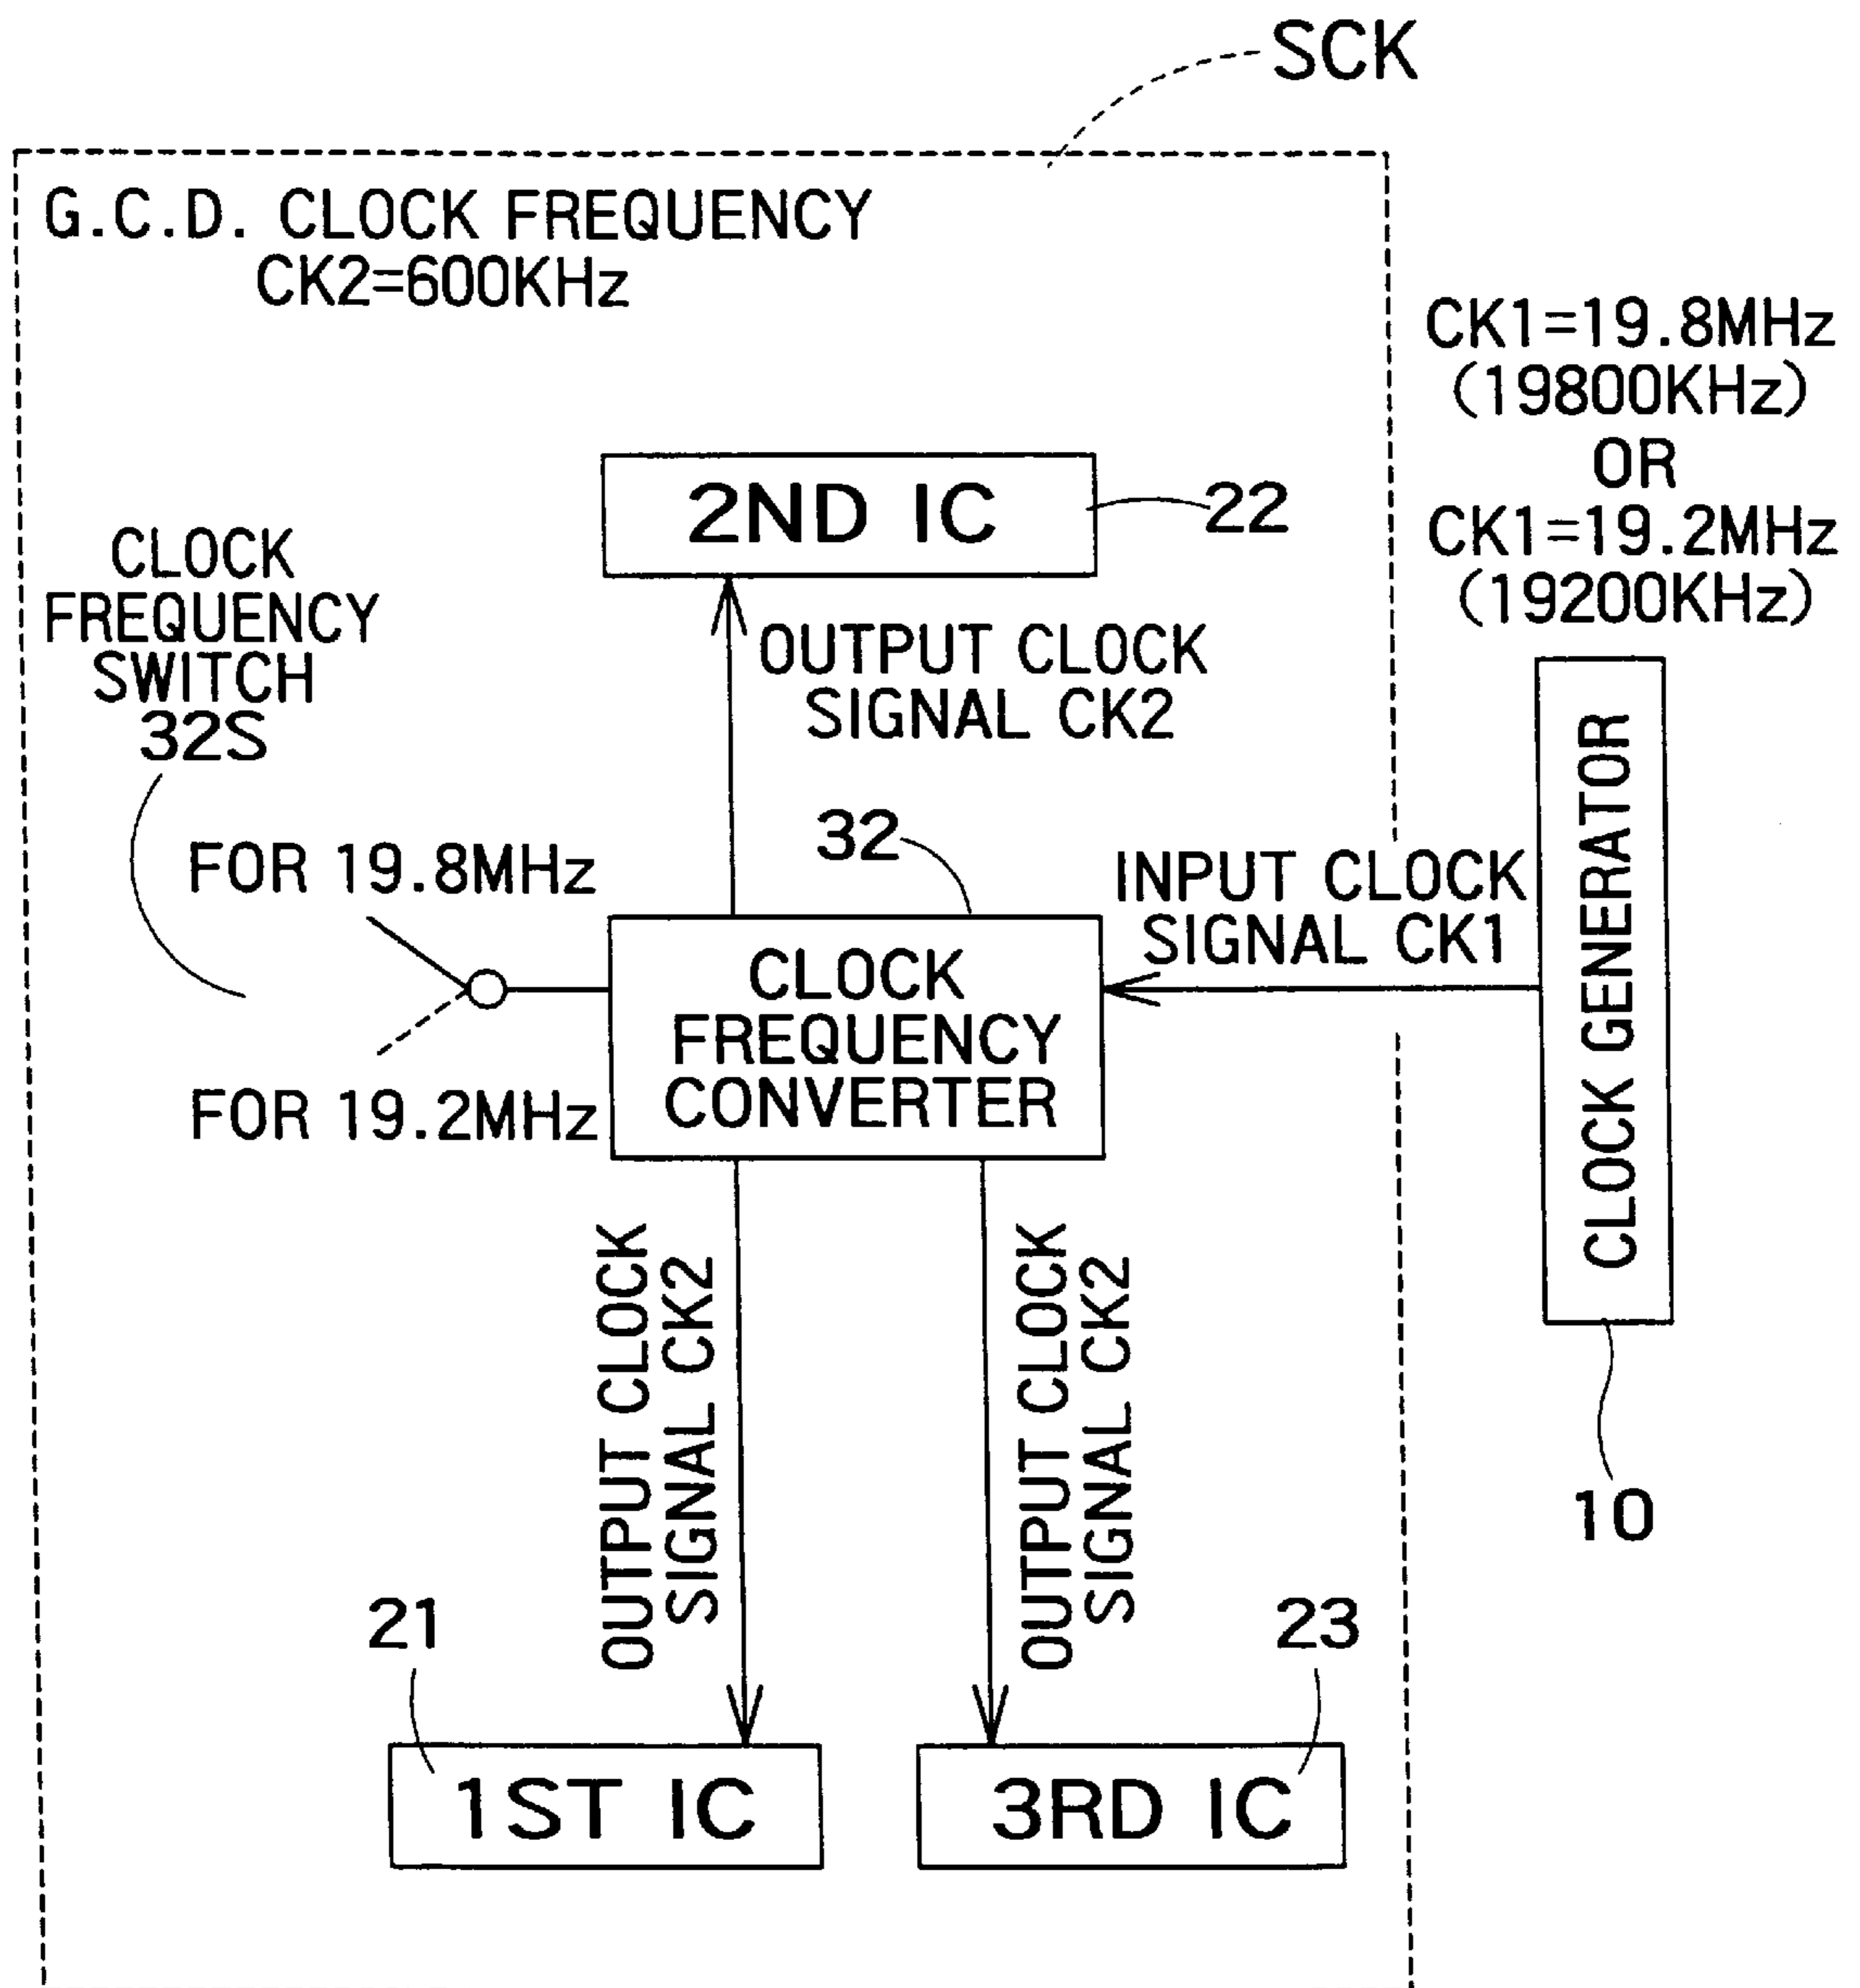 SCK
G.C.D. CLOCK FREQUENCY
CK2=600KHz
CK1=19.8MHz
(19800KHz)
OR
CK1=19.2MHz
(19200KHz)
2ND IC
22
CLOCK
FREQUENCY
SWITCH
32S
OUTPUT CLOCK
SIGNAL CK2
32
FOR 19.8MHz
INPUT CLOCK
SIGNAL CK1
CLOCK GENERATOR
CLOCK
FREQUENCY
CONVERTER
FOR 19.2MHz
OUTPUT CLOCK
SIGNAL CK2
OUTPUT CLOCK
SIGNAL CK2
10
21
23
1ST IC
3RD IC